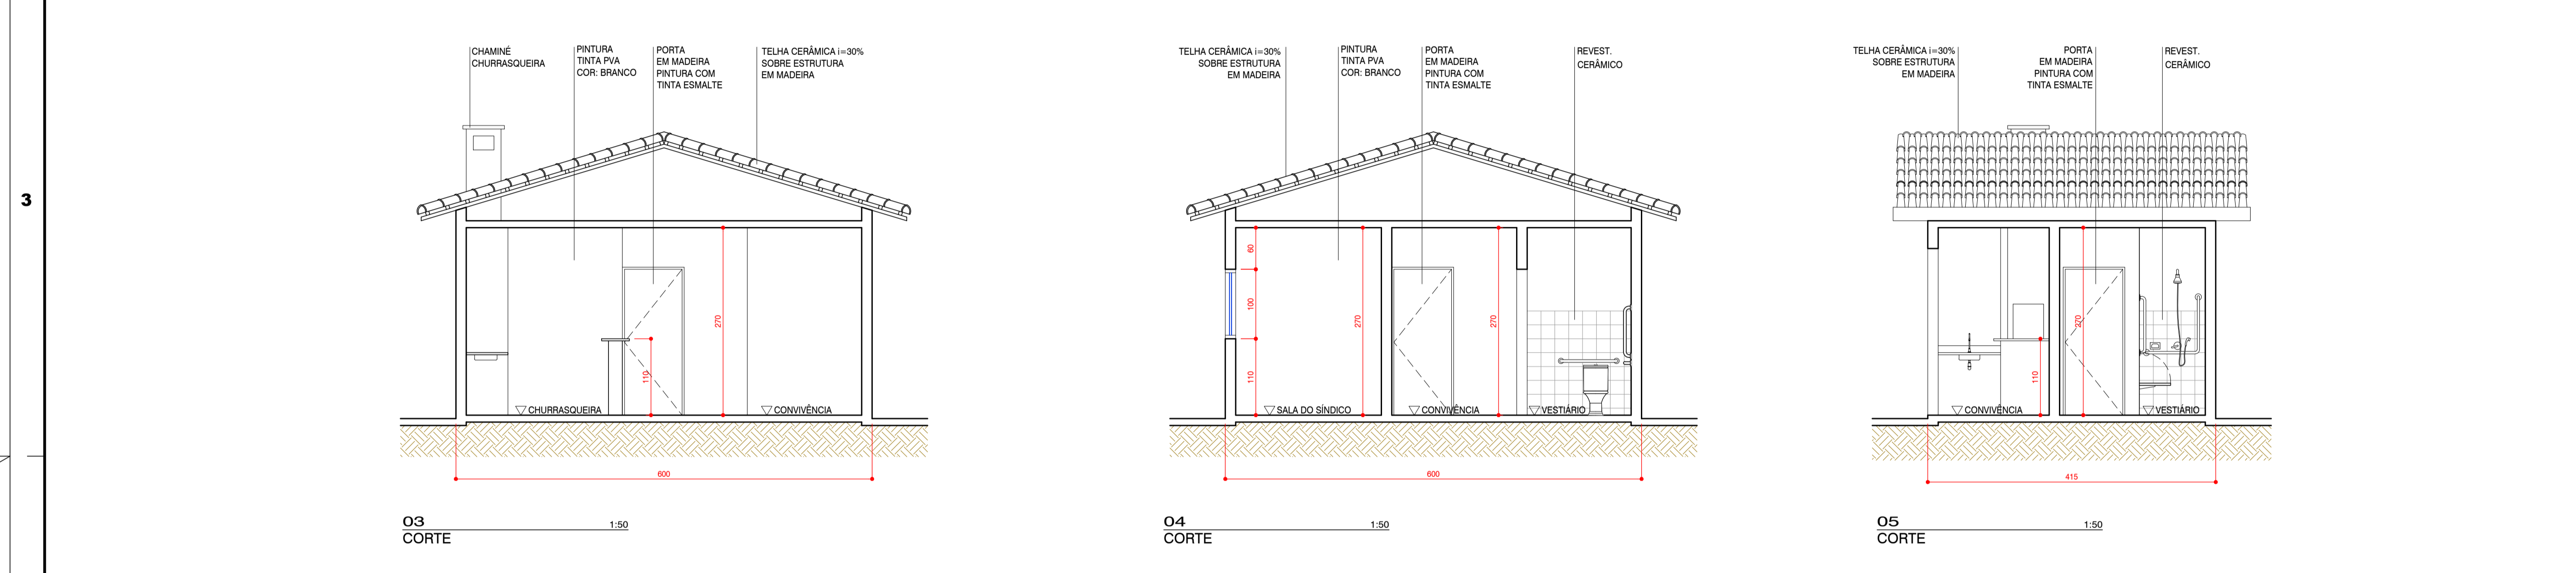 3
CHAMINÉ
CHURRASQUEIRA
PINTURA
TINTA PVA
COR: BRANCO
PORTA
EM MADEIRA
PINTURA COM
TINTA ESMALTE
TELHA CERÂMICA i=30%
SOBRE ESTRUTURA
EM MADEIRA
270
110
CHURRASQUEIRA
CONVIVÊNCIA
600
03
1:50
CORTE
TELHA CERÂMICA i=30%
SOBRE ESTRUTURA
EM MADEIRA
PINTURA
TINTA PVA
COR: BRANCO
PORTA
EM MADEIRA
PINTURA COM
TINTA ESMALTE
REVEST.
CERÂMICO
60
100
110
270
270
SALA DO SÍNDICO
CONVIVÊNCIA
VESTIÁRIO
600
04
1:50
CORTE
TELHA CERÂMICA i=30%
SOBRE ESTRUTURA
EM MADEIRA
PORTA
EM MADEIRA
PINTURA COM
TINTA ESMALTE
REVEST.
CERÂMICO
270
110
CONVIVÊNCIA
VESTIÁRIO
415
05
1:50
CORTE